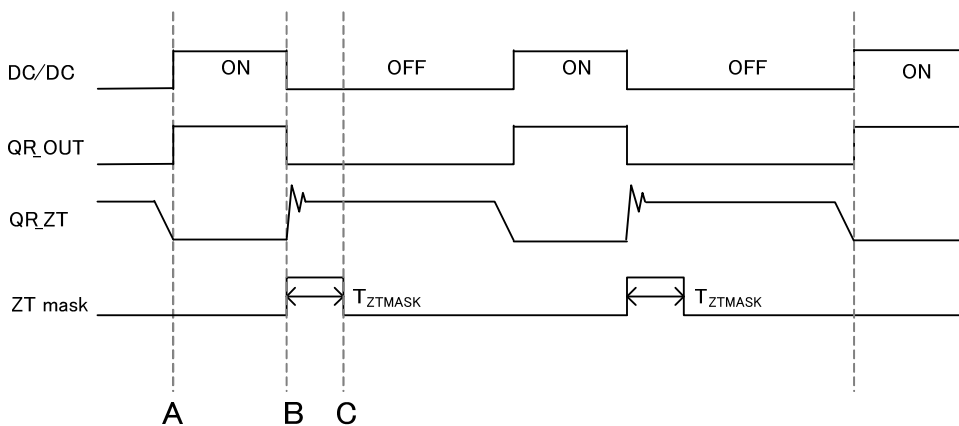 DC/DC ON OFF ON OFF ON
QR_OUT
QR_ZT
ZT mask TZTMASK TZTMASK
A B C